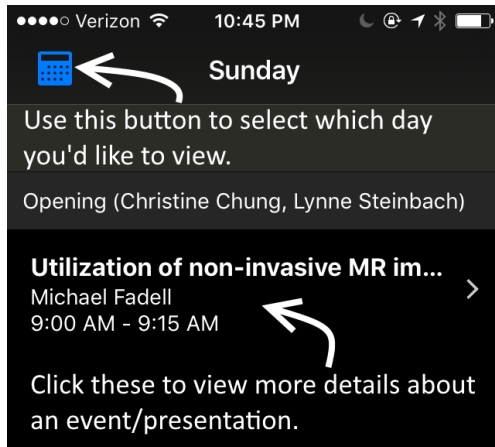 Verizon 10:45 PM
Sunday
Use this button to select which day
you'd like to view.
Opening (Christine Chung, Lynne Steinbach)
Utilization of non-invasive MR im...
Michael Fadell
9:00 AM - 9:15 AM
Click these to view more details about
an event/presentation.